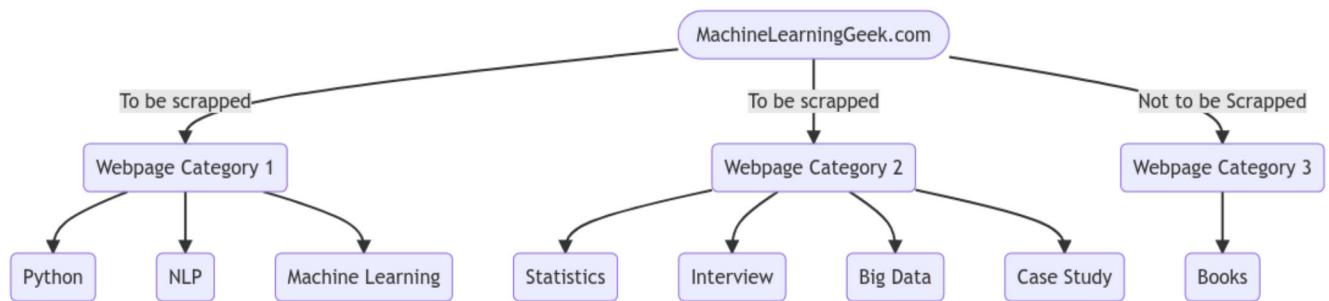 MachineLearningGeek.com
To be scrapped
To be scrapped
Not to be Scrapped
Webpage Category 1
Webpage Category 2
Webpage Category 3
Python
NLP
Machine Learning
Statistics
Interview
Big Data
Case Study
Books